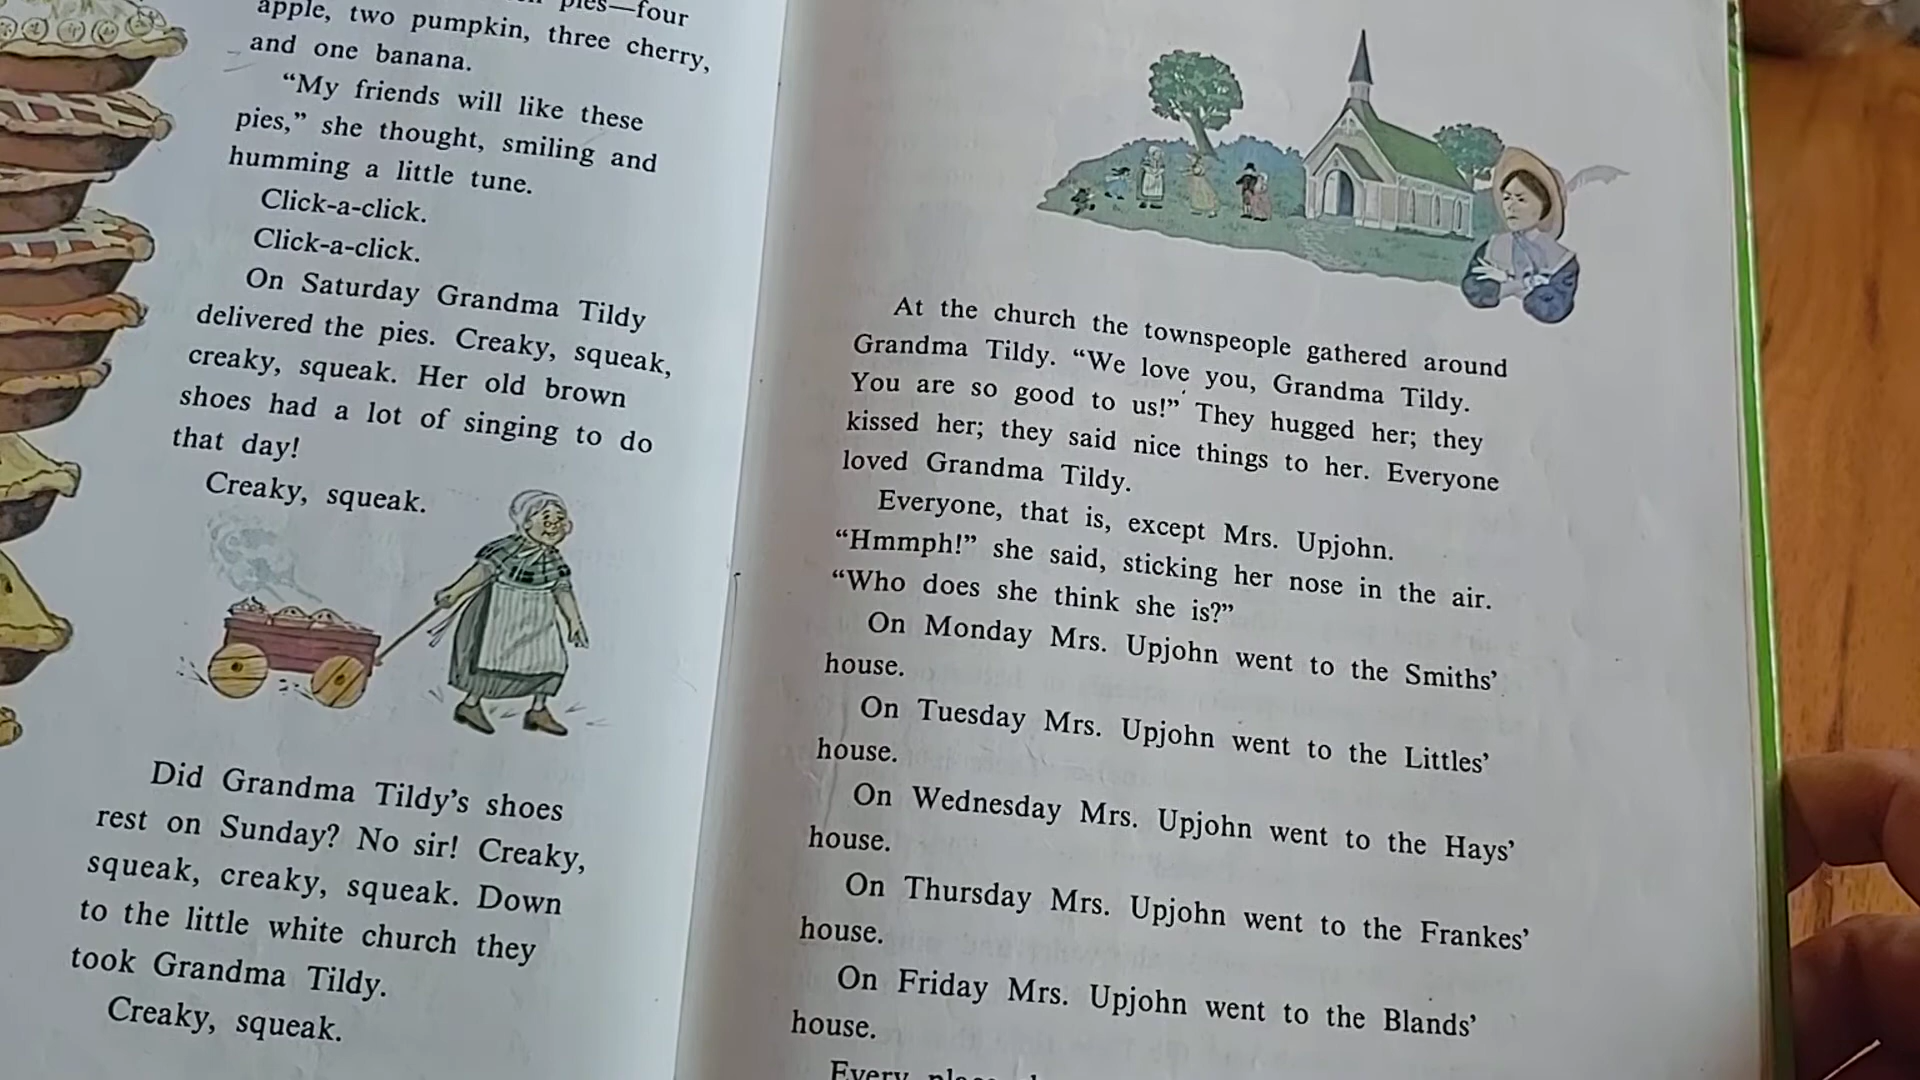 pies—four
apple, two pumpkin, three cherry,
and one banana.
“My friends will like these
pies,” she thought, smiling and
humming a little tune.
Click-a-click.
Click-a-click.
On Saturday Grandma Tildy
delivered the pies. Creaky, squeak,
creaky, squeak. Her old brown
shoes had a lot of singing to do
that day!
Creaky, squeak.
Did Grandma Tildy’s shoes
rest on Sunday? No sir! Creaky,
squeak, creaky, squeak. Down
to the little white church they
took Grandma Tildy.
Creaky, squeak.
At the church the townspeople gathered around
Grandma Tildy. “We love you, Grandma Tildy.
You are so good to us!” They hugged her; they
kissed her; they said nice things to her. Everyone
loved Grandma Tildy.
Everyone, that is, except Mrs. Upjohn.
“Hmmph!” she said, sticking her nose in the air.
“Who does she think she is?”
On Monday Mrs. Upjohn went to the Smiths’
house.
On Tuesday Mrs. Upjohn went to the Littles’
house.
On Wednesday Mrs. Upjohn went to the Hays’
house.
On Thursday Mrs. Upjohn went to the Frankes’
house.
On Friday Mrs. Upjohn went to the Blands’
house.
Every